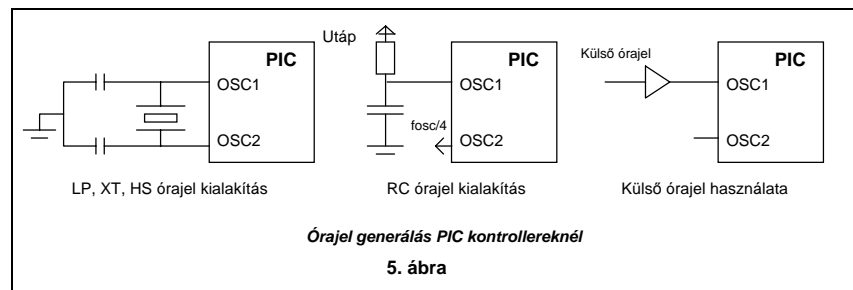 PIC
OSC1
OSC2
LP, XT, HS órajel kialakítás
Utáp
PIC
OSC1
fosc/4
OSC2
RC órajel kialakítás
Külső órajel
PIC
OSC1
OSC2
Külső órajel használata
Órajel generálás PIC kontrollereknél
5. ábra